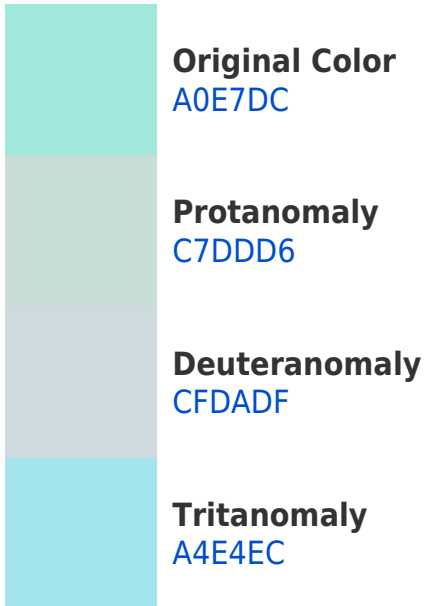 Original Color
A0E7DC
Protanomaly
C7DDD6
Deuteranomaly
CFDADF
Tritanomaly
A4E4EC